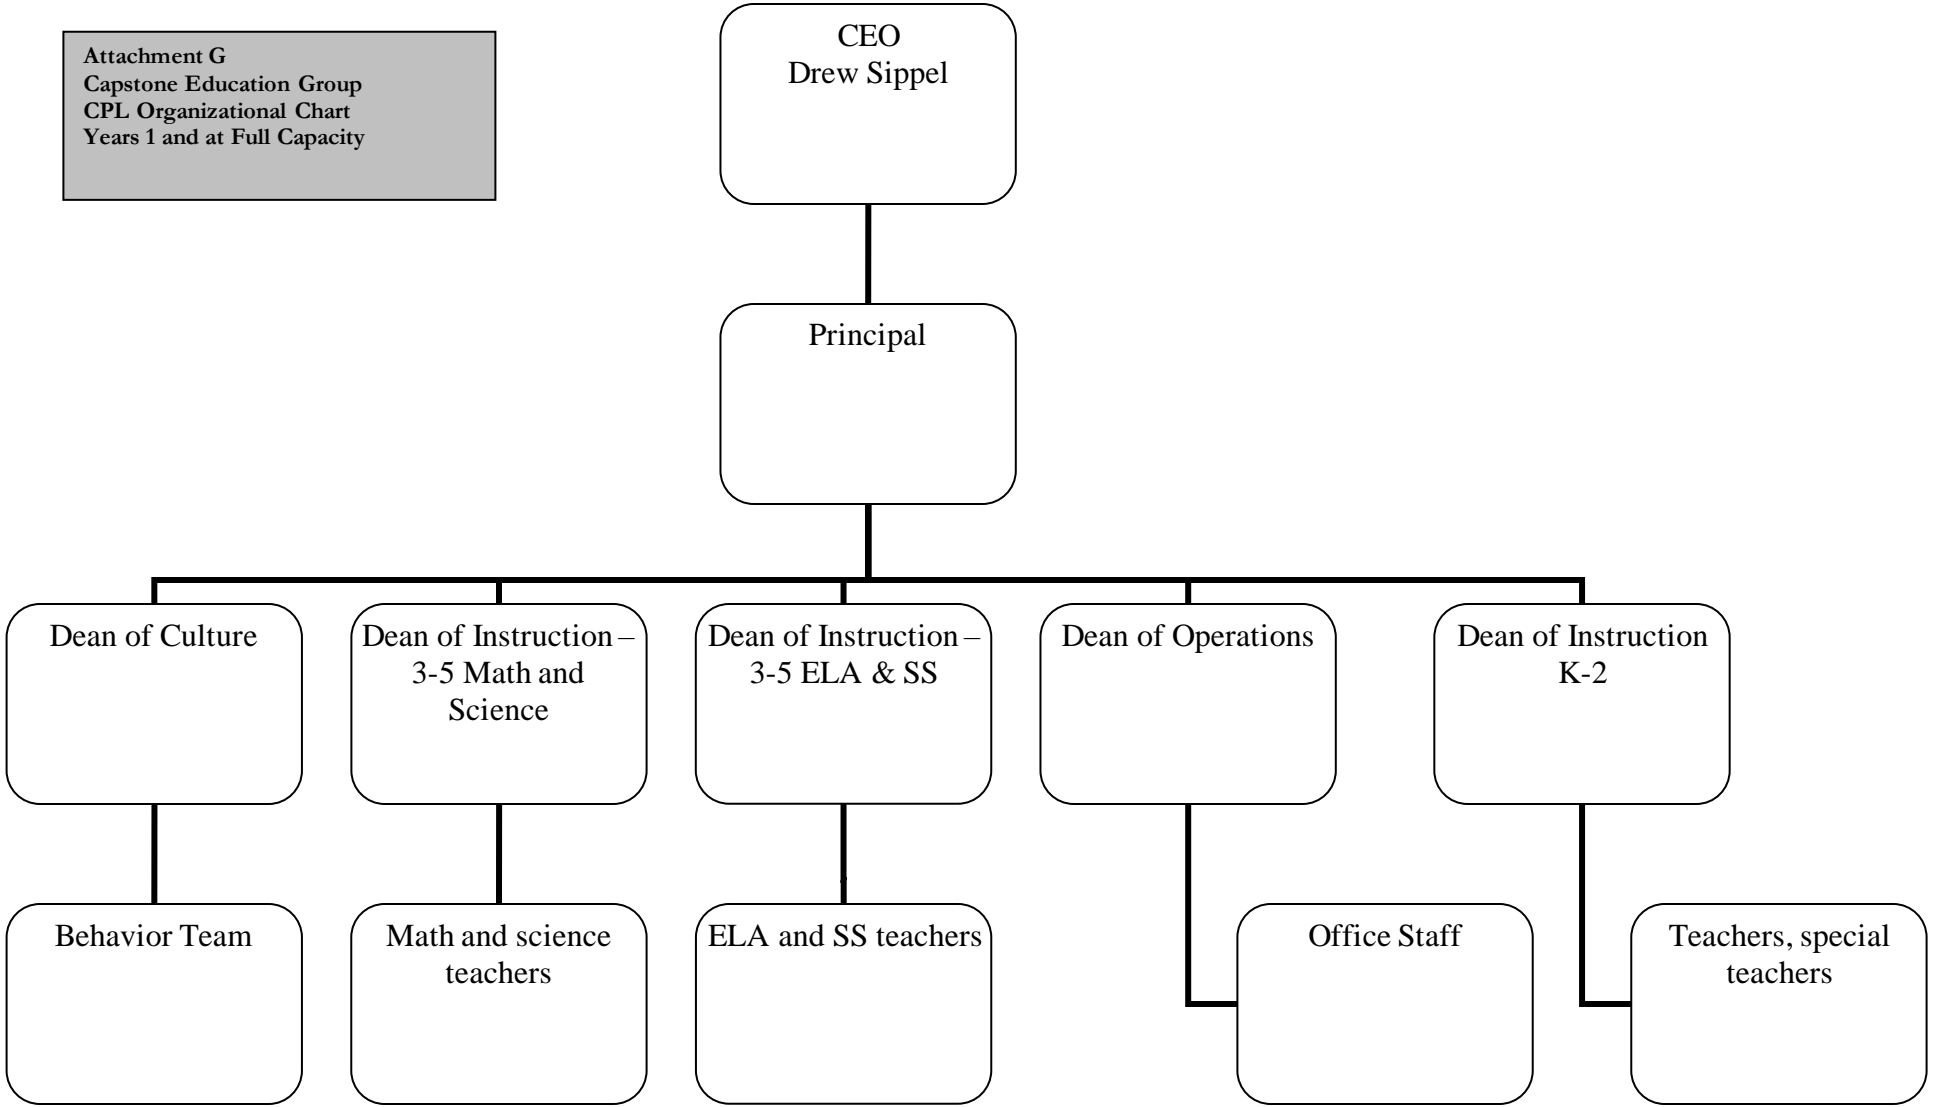 Attachment G
Capstone Education Group
CPL Organizational Chart
Years 1 and at Full Capacity
CEO
Drew Sippel
Principal
Dean of Culture
Dean of Instruction –
3-5 Math and
Science
Dean of Instruction –
3-5 ELA & SS
Dean of Operations
Dean of Instruction
K-2
Behavior Team
Math and science
teachers
ELA and SS teachers
Office Staff
Teachers, special
teachers